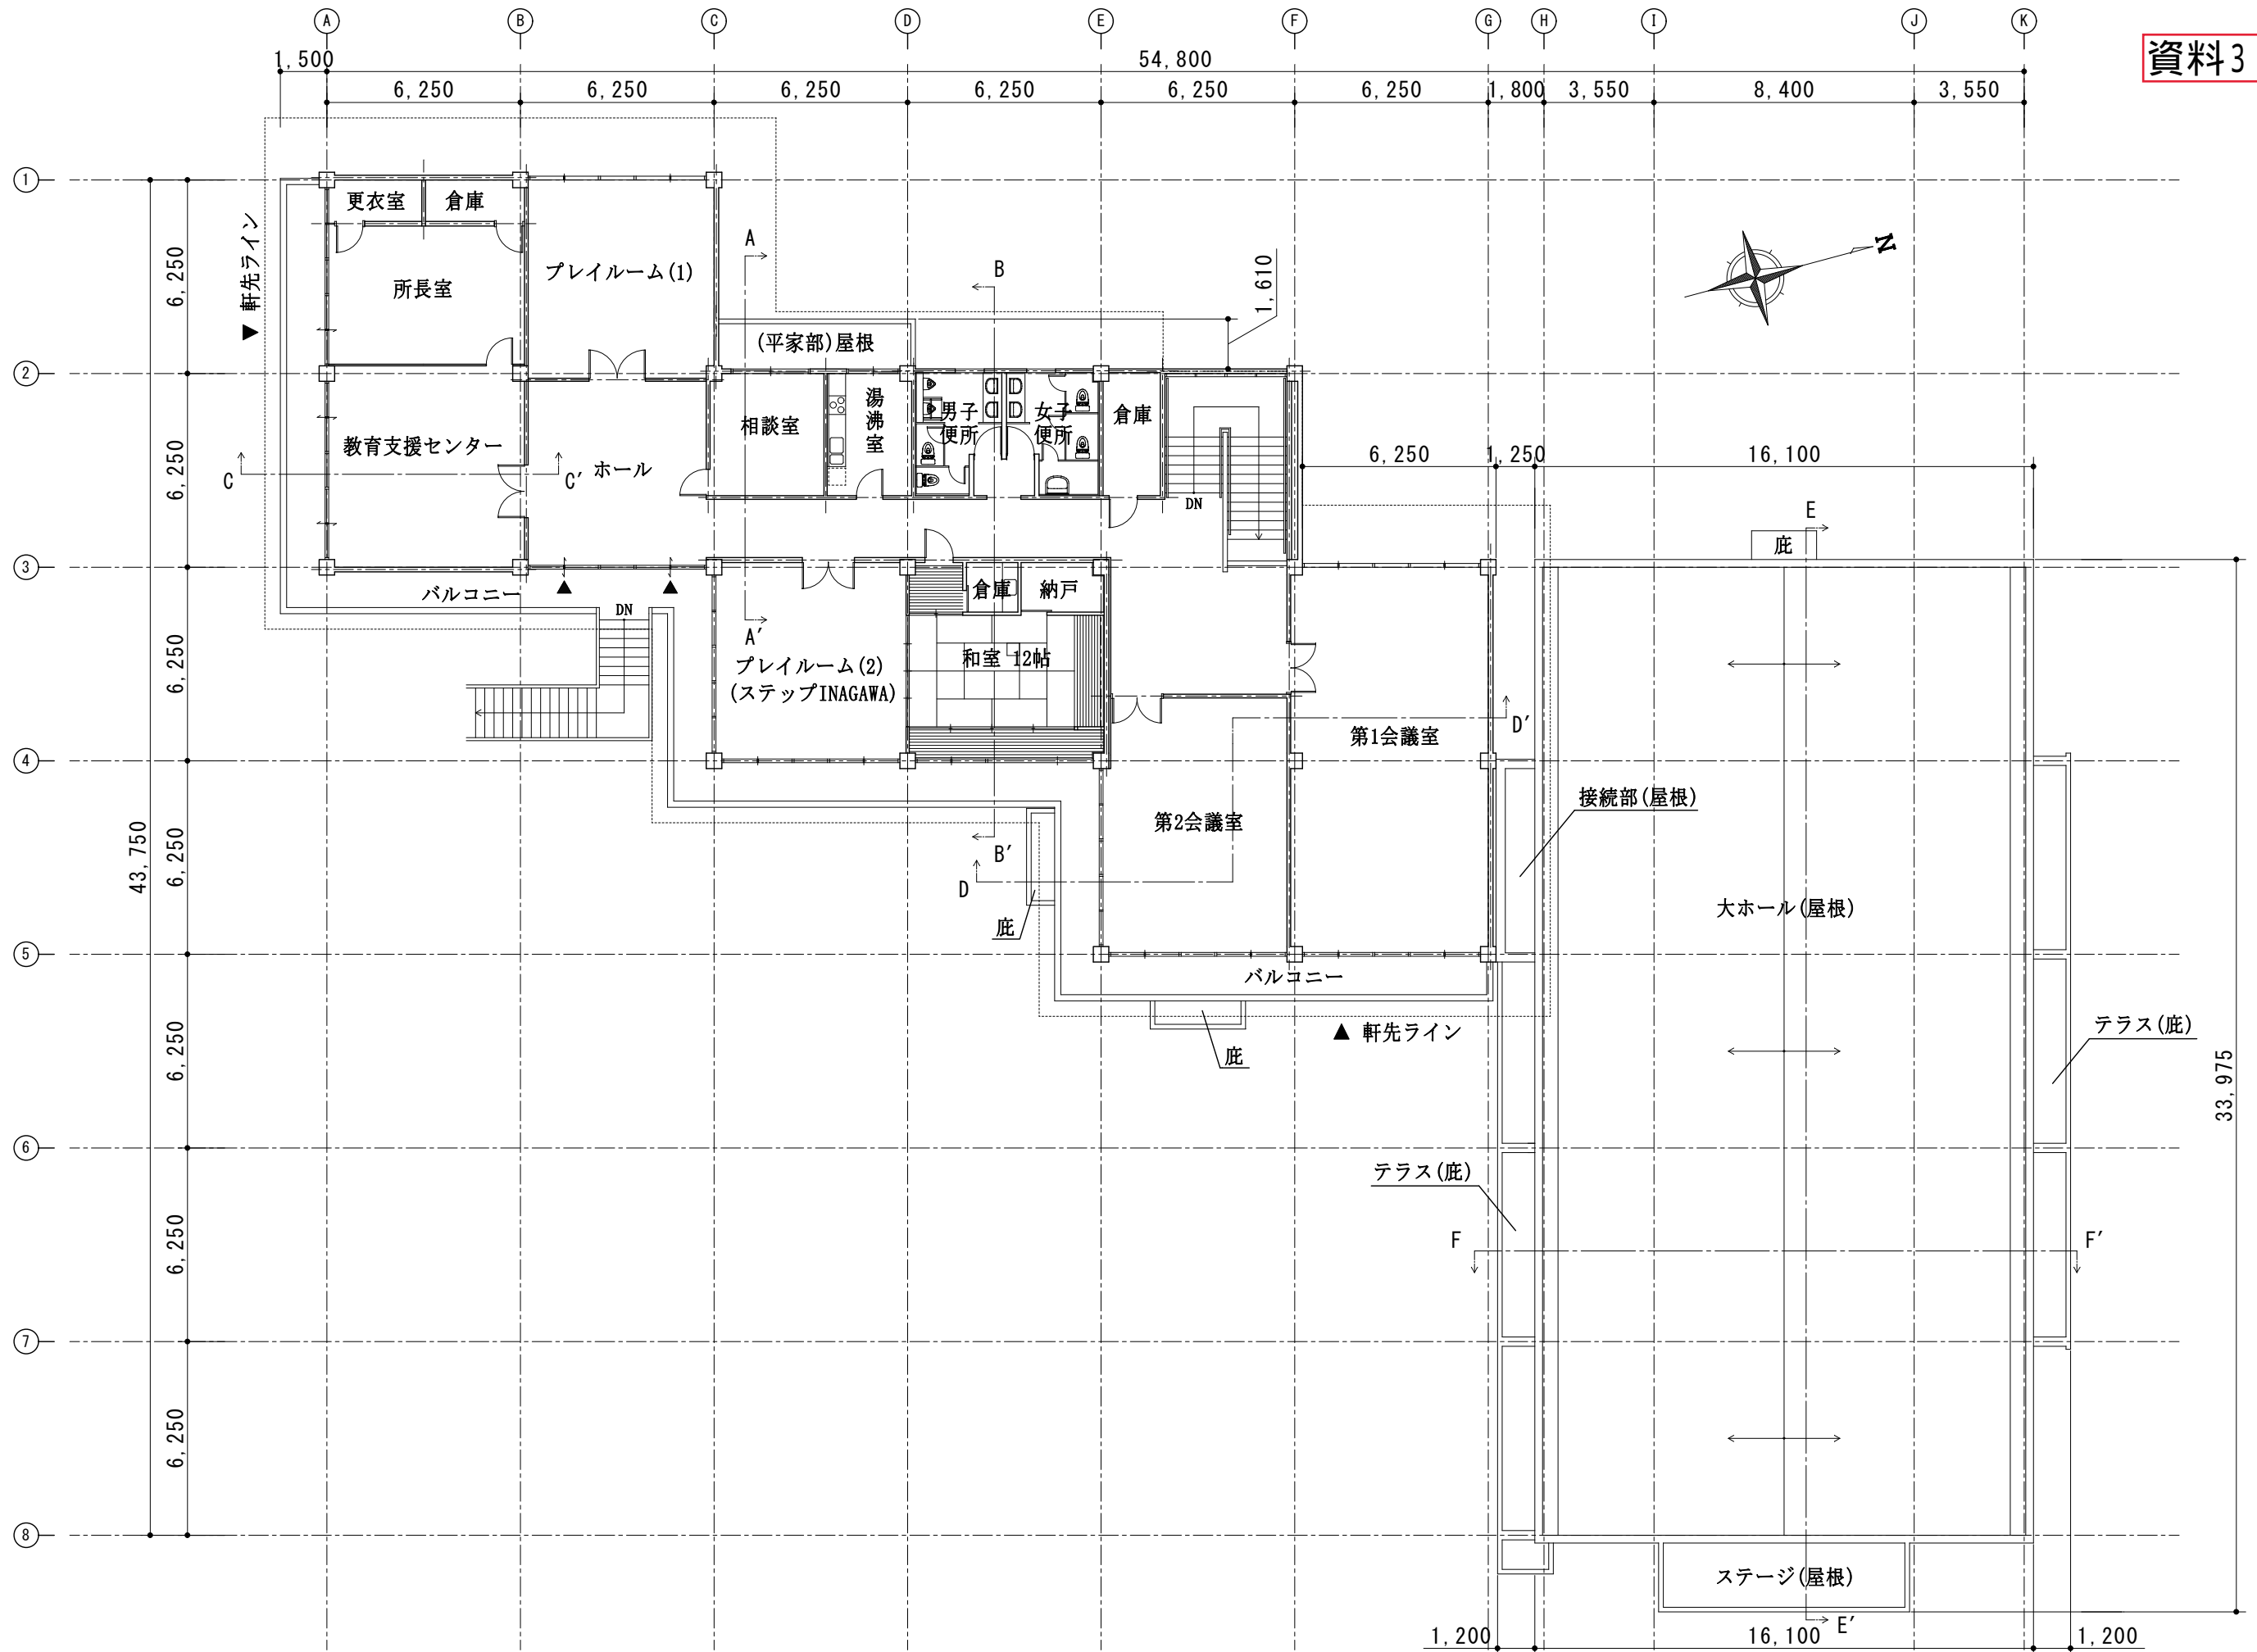 A B C D E F G H I J K
資料3
1,500 54,800
6,250 6,250 6,250 6,250 6,250 6,250 1,800 3,550 8,400 3,550
1
2
3
4
5
6
7
8
43,750
6,250
6,250
6,250
6,250
6,250
6,250
6,250
▼ 軒先ライン
更衣室
倉庫
所長室
プレイルーム(1)
A
B
1,610
N
(平家部)屋根
教育支援センター
C
C′
ホール
相談室
湯沸室
男子
便所
女子
便所
倉庫
DN
6,250 1,250 16,100
E
庇
バルコニー
▲ ▲
DN
A′
プレイルーム(2)
(ステップINAGAWA)
倉庫
納戸
和室 12帖
第1会議室
D′
第2会議室
B′
D
庇
接続部(屋根)
大ホール(屋根)
バルコニー
▲ 軒先ライン
庇
テラス(庇)
33,975
テラス(庇)
F
F′
ステージ(屋根)
E′
1,200 16,100 1,200